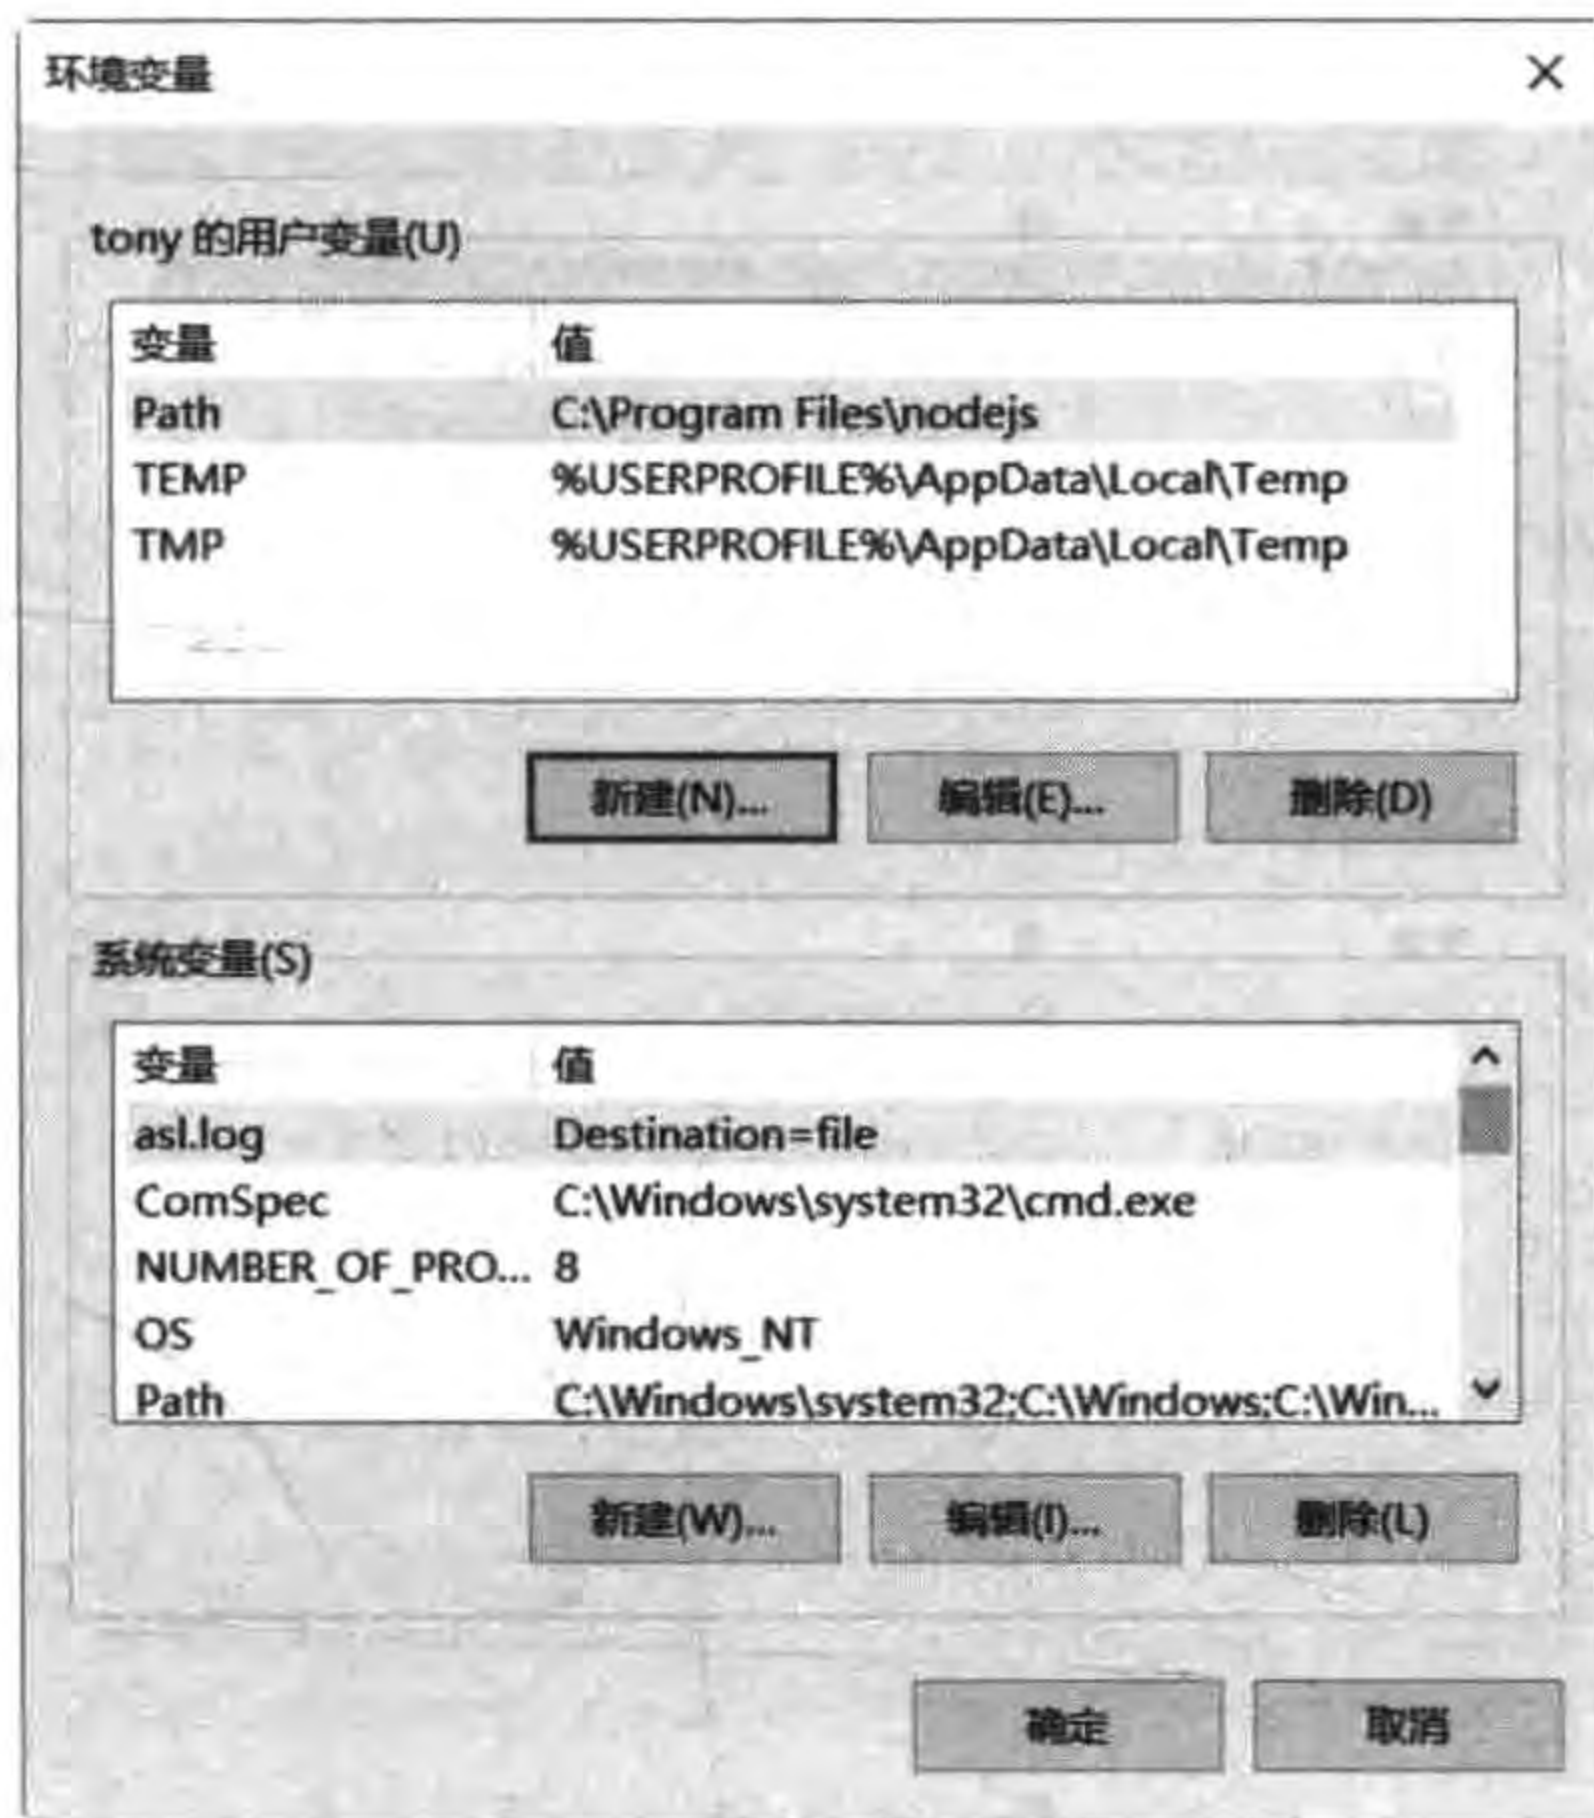 环境变量
tony 的用户变量(U)
变量 值
Path C:\Program Files\nodejs
TEMP %USERPROFILE%\AppData\Local\Temp
TMP %USERPROFILE%\AppData\Local\Temp
新建(N)... 编辑(E)... 删除(D)
系统变量(S)
变量 值
asl.log Destination=file
ComSpec C:\Windows\system32\cmd.exe
NUMBER_OF_PRO... 8
OS Windows_NT
Path C:\Windows\system32;C:\Windows;C:\Win...
新建(W)... 编辑(I)... 删除(L)
确定 取消